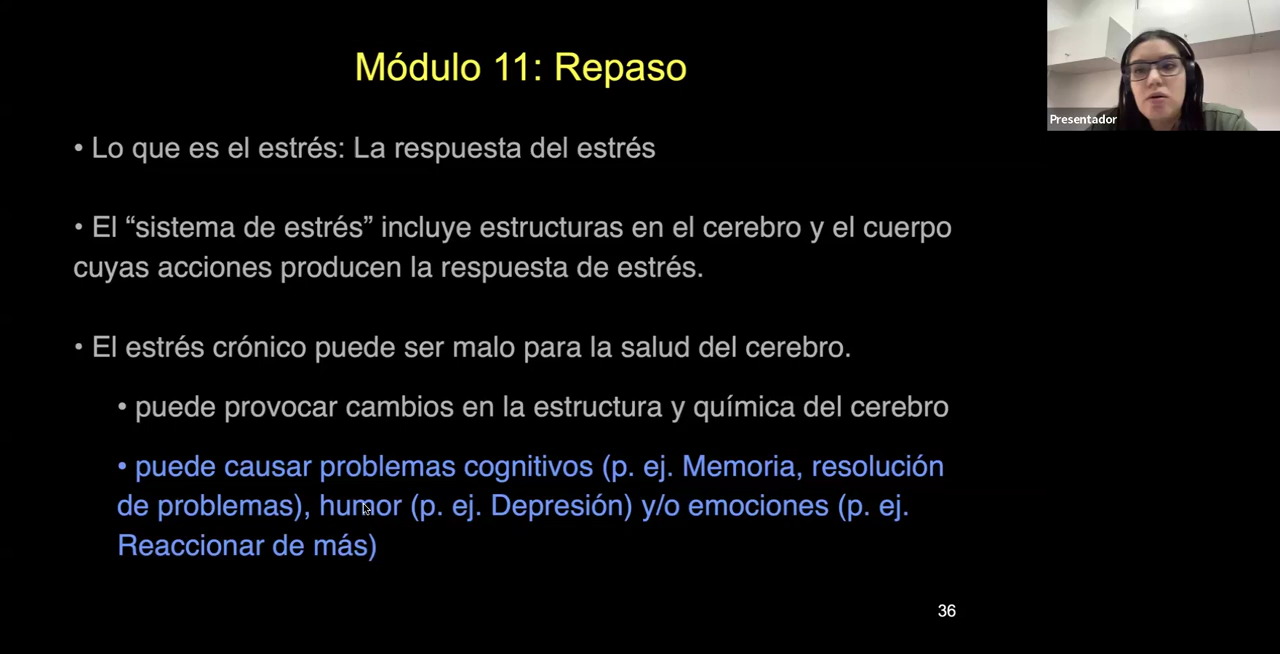 Módulo 11: Repaso
Presentador
• Lo que es el estrés: La respuesta del estrés
• El “sistema de estrés” incluye estructuras en el cerebro y el cuerpo
cuyas acciones producen la respuesta de estrés.
• El estrés crónico puede ser malo para la salud del cerebro.
• puede provocar cambios en la estructura y química del cerebro
• puede causar problemas cognitivos (p. ej. Memoria, resolución
de problemas), humor (p. ej. Depresión) y/o emociones (p. ej.
Reaccionar de más)
36